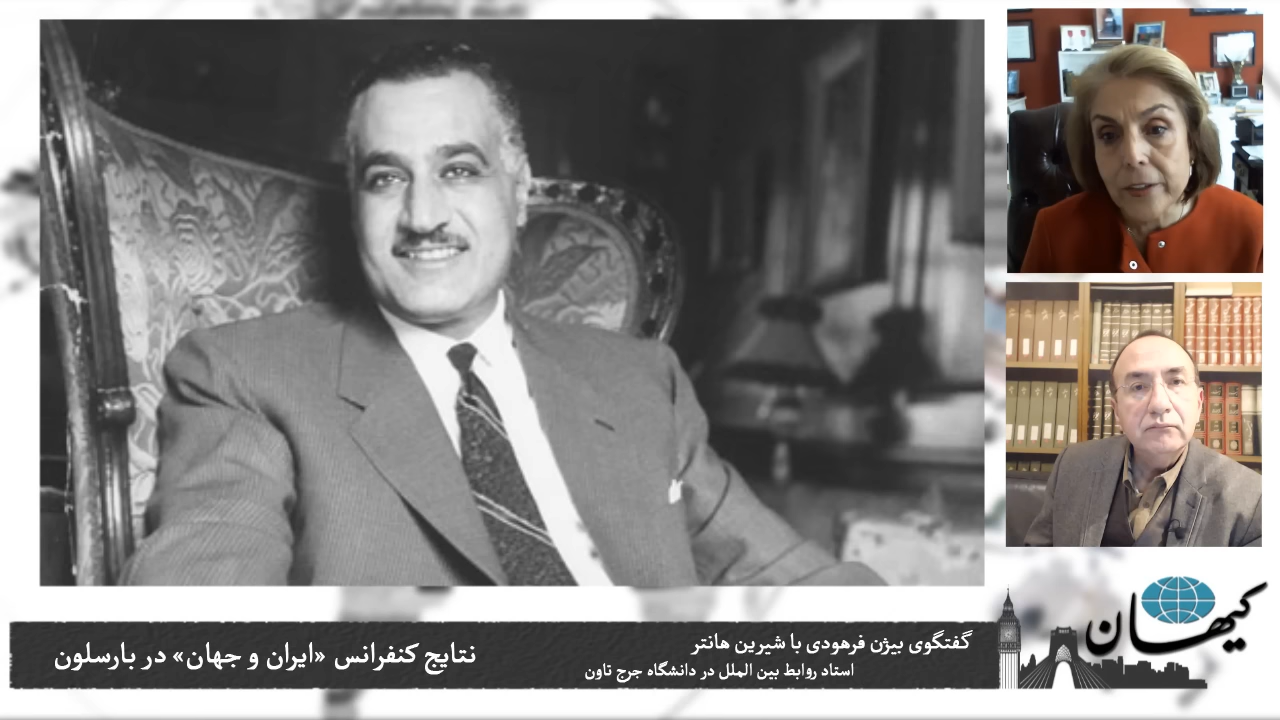 کیهان
گفتگوی بیژن فرهودی با شیرین هانتر
استاد روابط بین الملل در دانشگاه جرج تاون
نتایج کنفرانس «ایران و جهان» در بارسلون